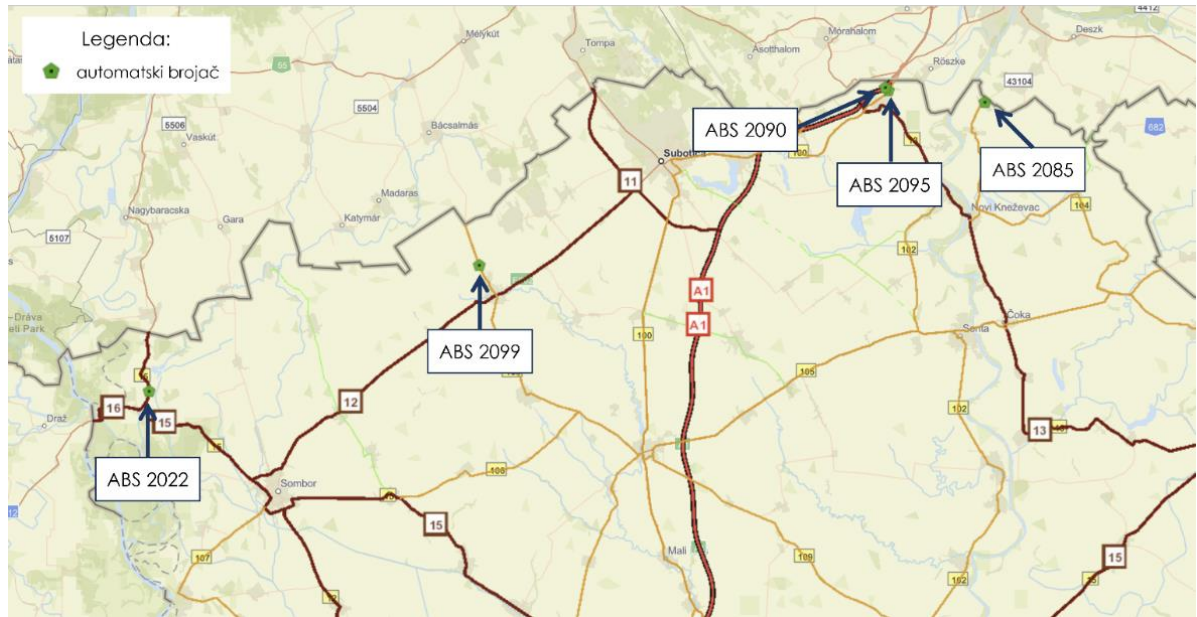 4412
Legenda:
automatski brojač
Mélykút
Tompa
Mórahalom
Deszk
55
Ásotthalom
Röszke
43104
5504
5506
Vaskút
Bácsalmás
ABS 2090
682
Subotica
100
ABS 2095
ABS 2085
11
Madaras
Nagybaracska
Gara
Katymár
5107
Novi Kneževac
104
102
A1
A1
100
Senta
Čoka
ABS 2099
105
16
15
12
Draž
102
13
15
ABS 2022
Sombor
108
15
107
Mali
109
102
15